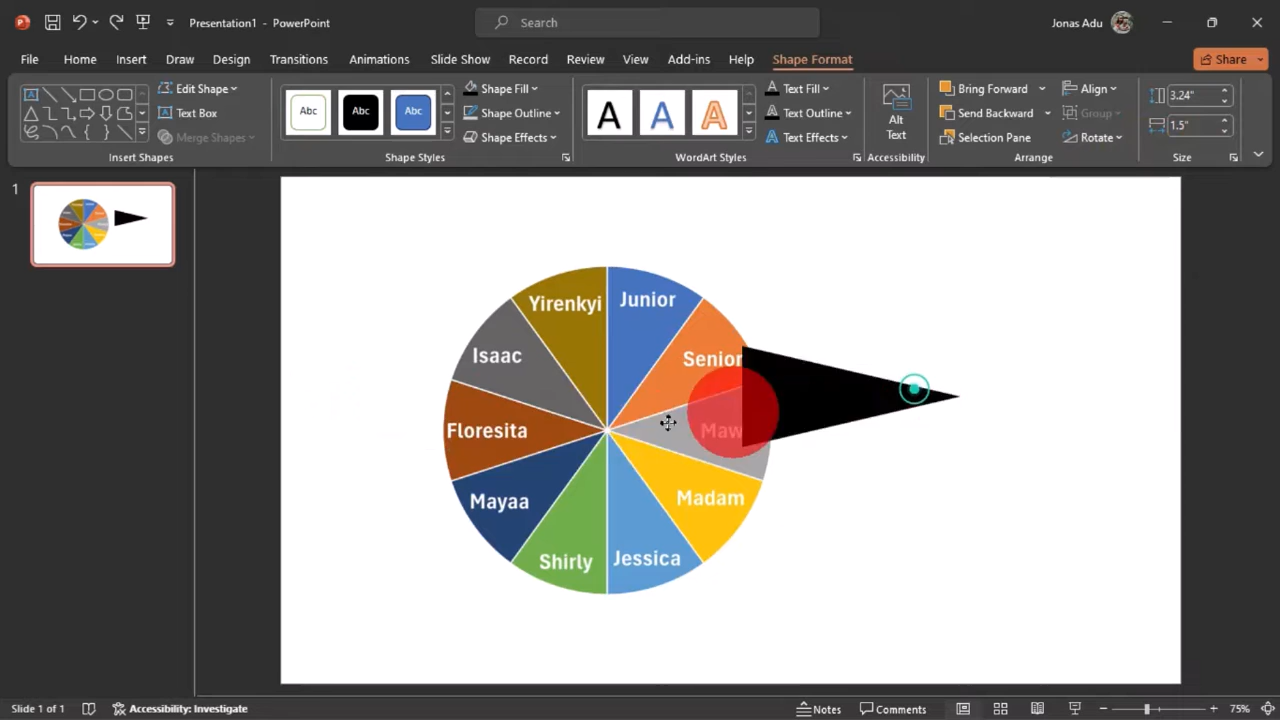 Presentation1 - PowerPoint
Search
Jonas Adu
File Home Insert Draw Design Transitions Animations Slide Show Record Review View Add-ins Help Shape Format
Share
Edit Shape
Text Box
Merge Shapes
Insert Shapes
Abc Abc Abc
Shape Fill
Shape Outline
Shape Effects
Shape Styles
A A A
Text Fill
Text Outline
Text Effects
WordArt Styles
Alt
Text
Accessibility
Bring Forward
Send Backward
Selection Pane
Align
Group
Rotate
Arrange
3.24"
1.5"
Size
1
Yirenkyi
Junior
Isaac
Senior
Floresita
Maw
Mayaa
Madam
Shirly
Jessica
Slide 1 of 1
Accessibility: Investigate
Notes
Comments
75%